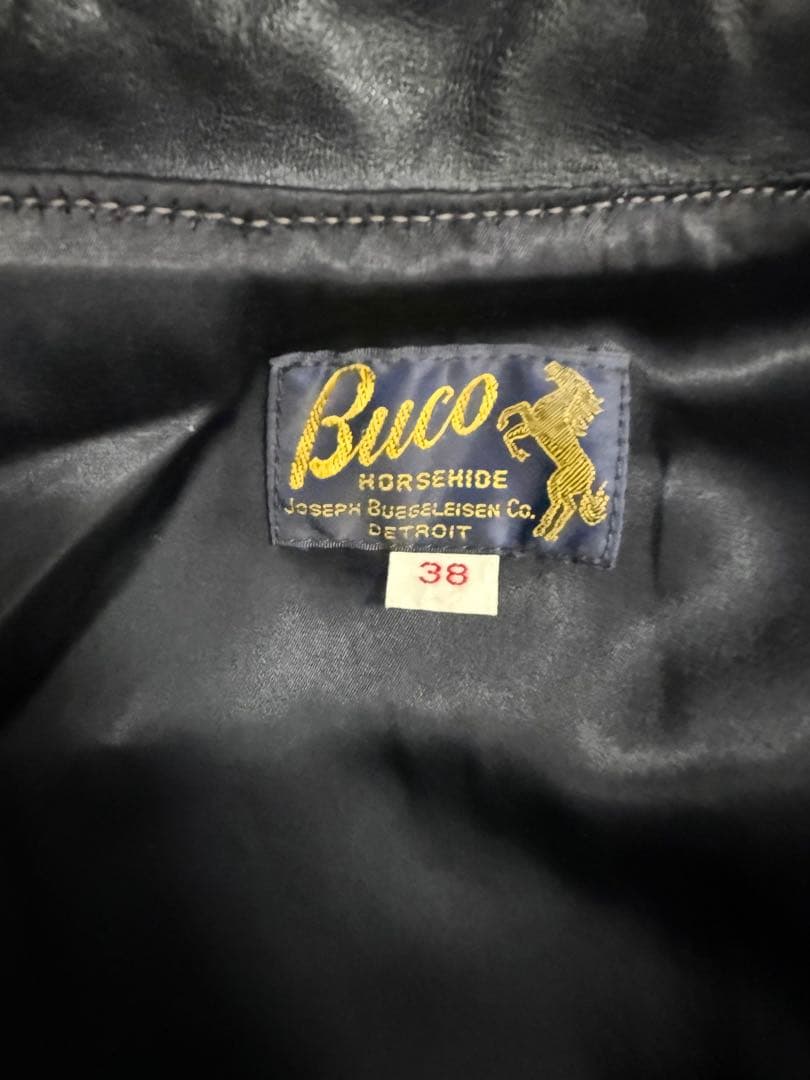 Buco
HORSEHIDE
JOSEPH BUEGELEISEN CO.
DETROIT
38